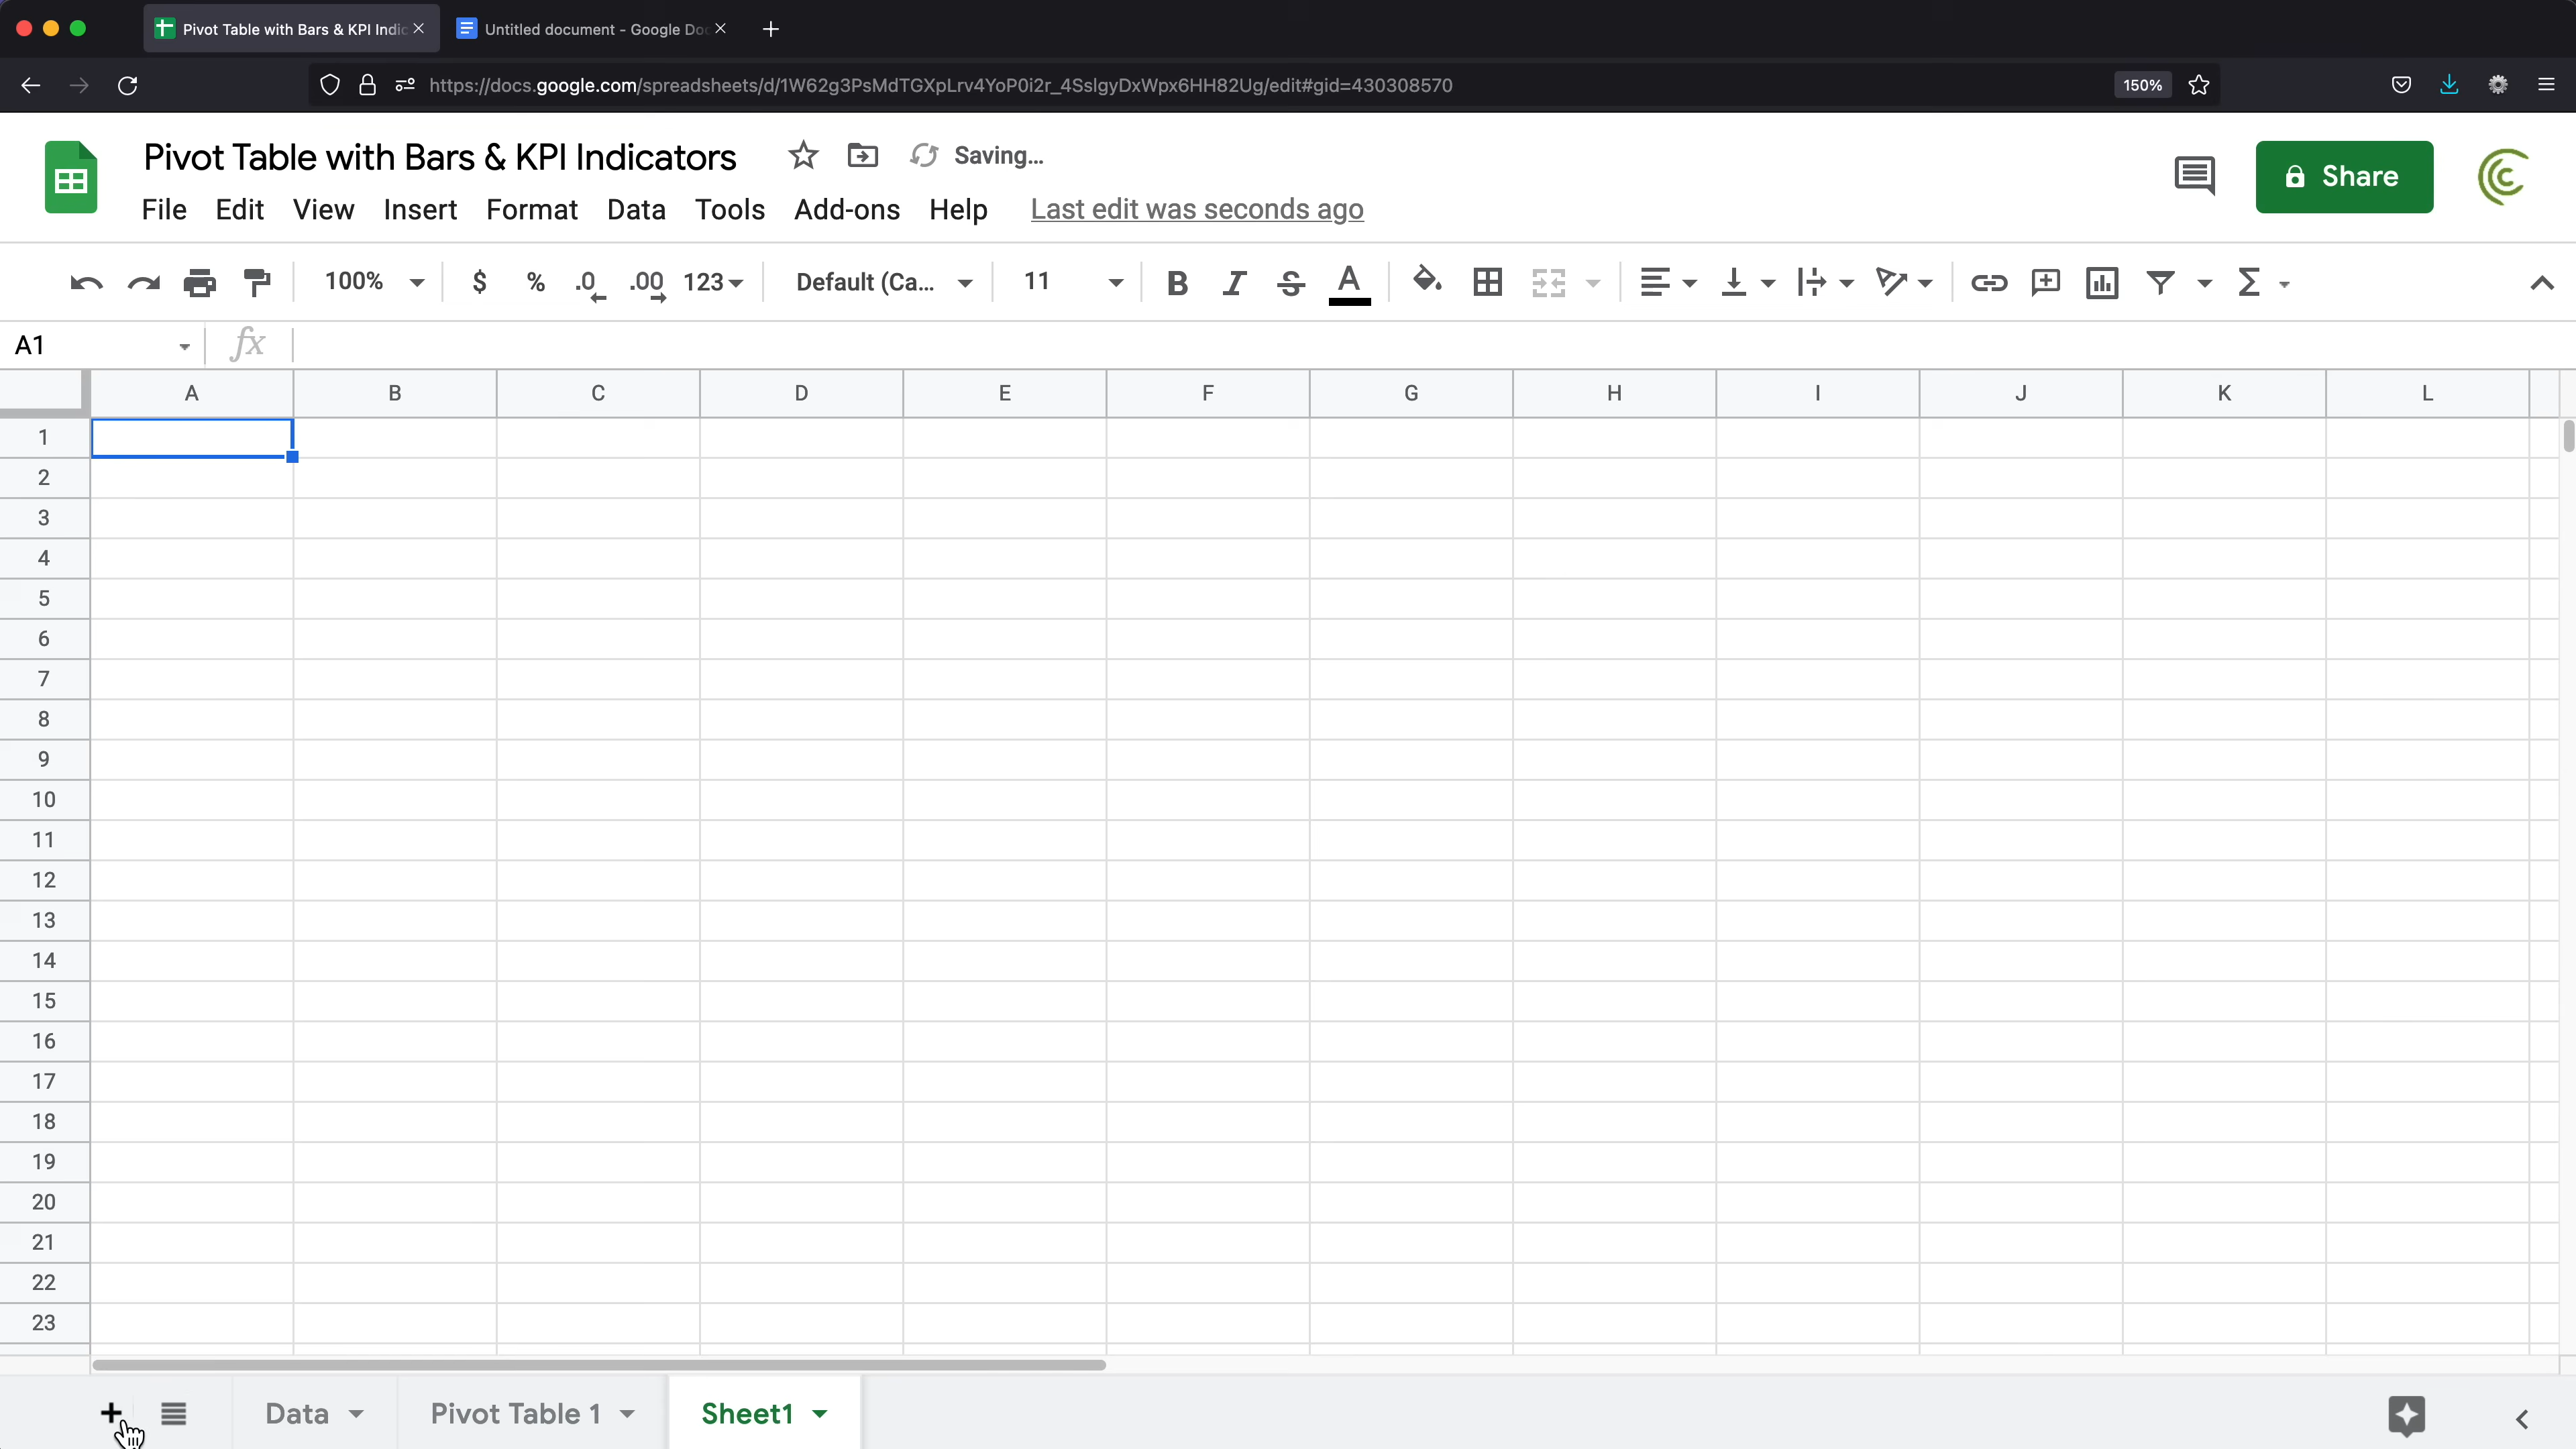 Pivot Table with Bars & KPI Indic
Untitled document - Google Doc
https://docs.google.com/spreadsheets/d/1W62g3PsMdTGXpLrv4YoP0i2r_4SslgyDxWpx6HH82Ug/edit#gid=430308570
150%
Pivot Table with Bars & KPI Indicators
Saving...
Share
File Edit View Insert Format Data Tools Add-ons Help Last edit was seconds ago
100% $ % .0 .00 123 Default (Ca... 11 B I S A
A1 fx
A B C D E F G H I J K L
1
2
3
4
5
6
7
8
9
10
11
12
13
14
15
16
17
18
19
20
21
22
23
Data Pivot Table 1 Sheet1